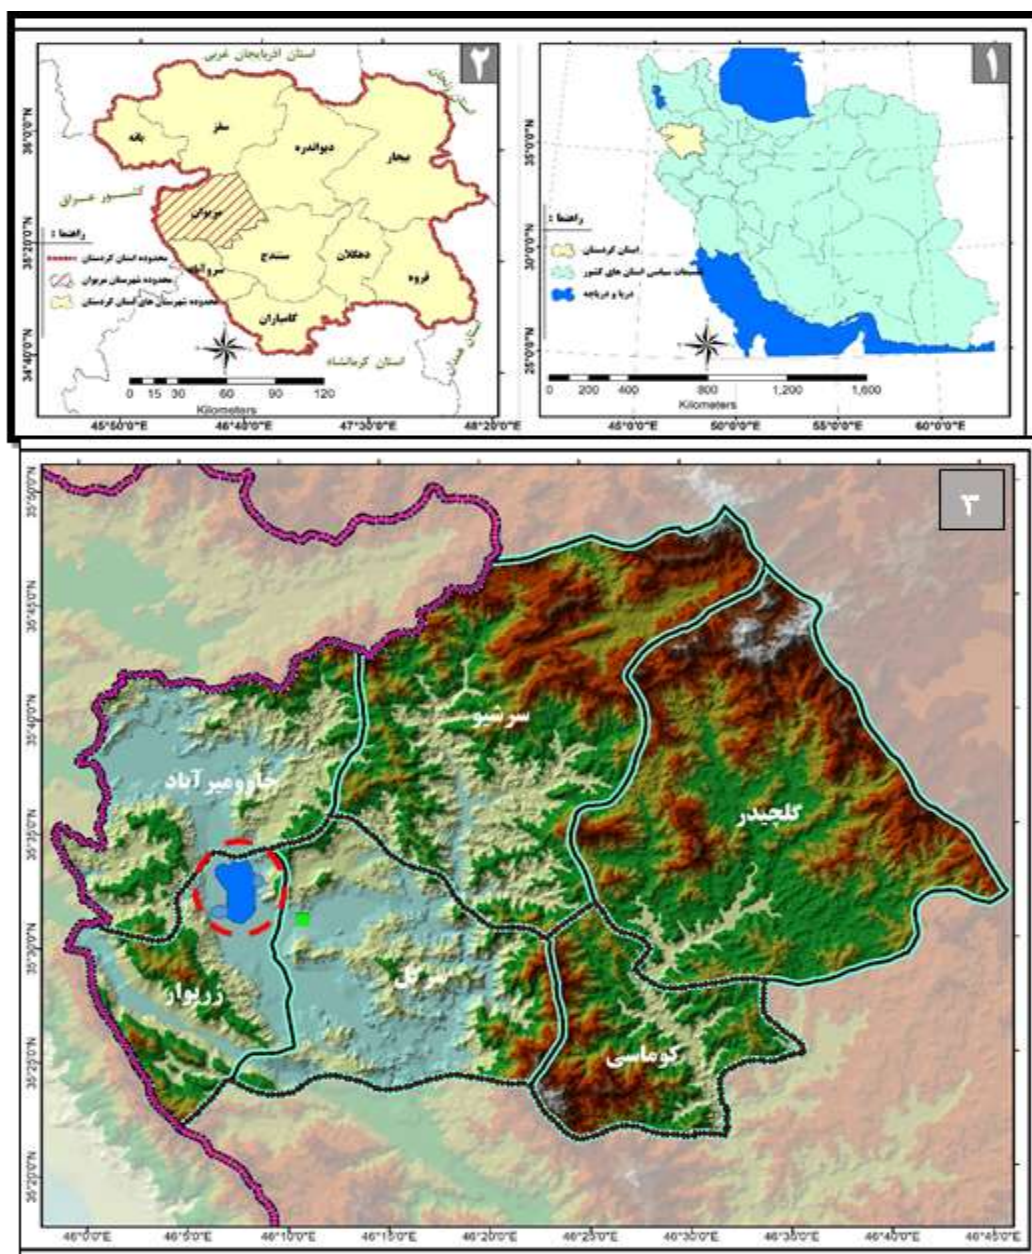 ۱
راهنما :
استان کردستان
تقسیمات سیاسی استان های کشور
دریا و دریاچه
35°0'0"N
30°0'0"N
25°0'0"N
0 200 400 800 1,200 1,600
Kilometers
45°0'0"E 50°0'0"E 55°0'0"E 60°0'0"E
۲
استان آذربایجان غربی
استان زنجان
بانه
سقز
دیواندره
بیجار
کشور عراق
مریوان
سنندج
دهگلان
قروه
سروآباد
کامیاران
استان کرمانشاه
استان همدان
راهنما :
محدوده استان کردستان
محدوده شهرستان مریوان
محدوده شهرستان های استان کردستان
36°0'0"N
35°20'0"N
34°40'0"N
0 15 30 60 90 120
Kilometers
45°50'0"E 46°40'0"E 47°30'0"E 48°20'0"E
۳
سرشیو
خاوومیرآباد
گلچیدر
زریوار
سرکل
کوماسی
35°50'0"N
35°45'0"N
35°40'0"N
35°35'0"N
35°30'0"N
35°25'0"N
35°20'0"N
46°0'0"E 46°5'0"E 46°10'0"E 46°15'0"E 46°20'0"E 46°25'0"E 46°30'0"E 46°35'0"E 46°40'0"E 46°45'0"E